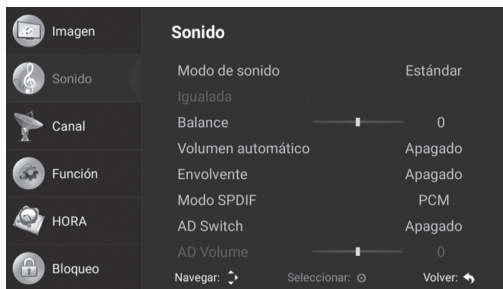 Imagen
Sonido
Canal
Función
HORA
Bloqueo
Sonido
Modo de sonido Estándar
Igualada
Balance 0
Volumen automático Apagado
Envolvente Apagado
Modo SPDIF PCM
AD Switch Apagado
AD Volume 0
Navegar: Seleccionar: Volver: